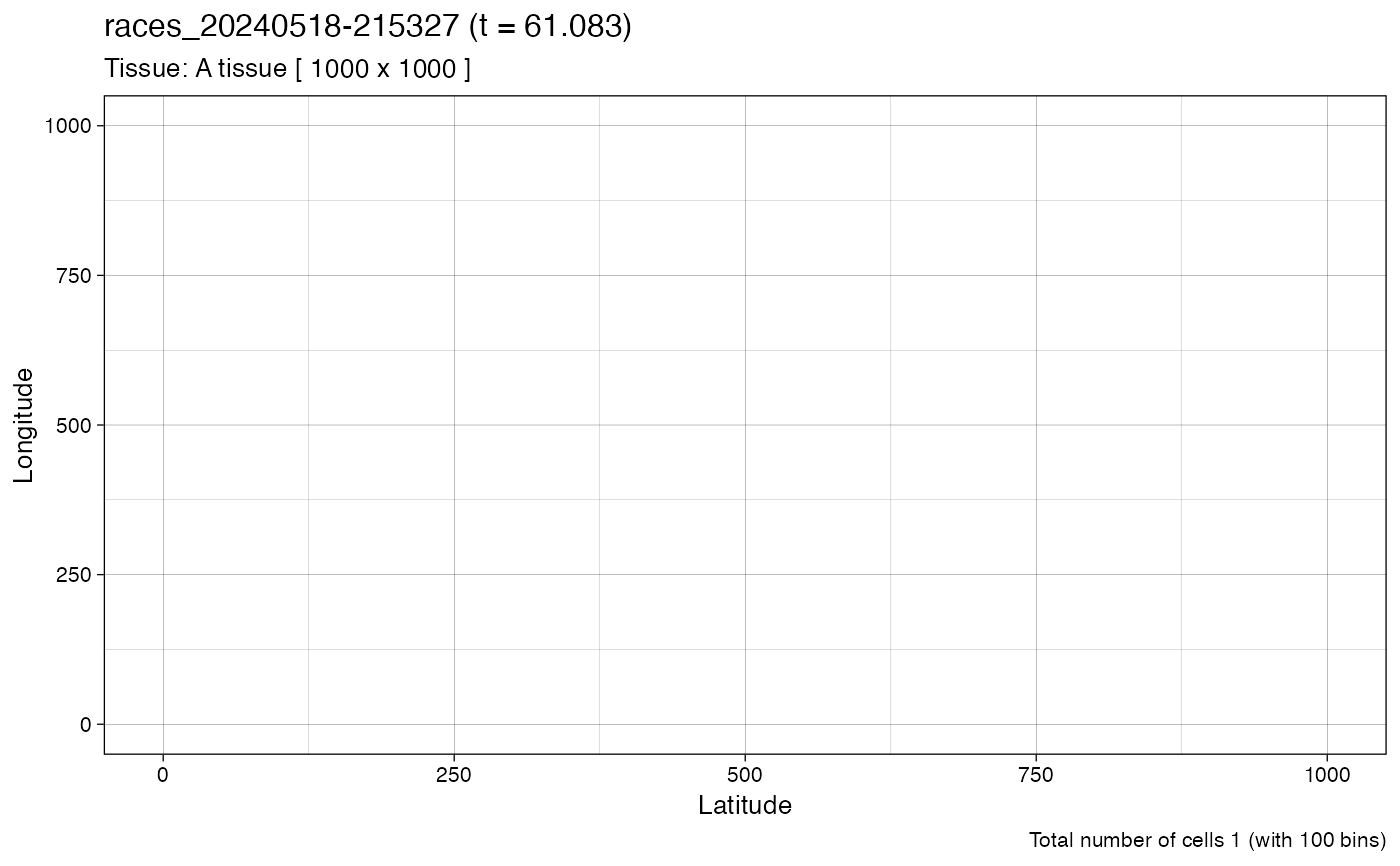 races_20240518-215327 (t = 61.083)
Tissue: A tissue [ 1000 x 1000 ]
1000
750
500
250
0
Longitude
0 250 500 750 1000
Latitude
Total number of cells 1 (with 100 bins)